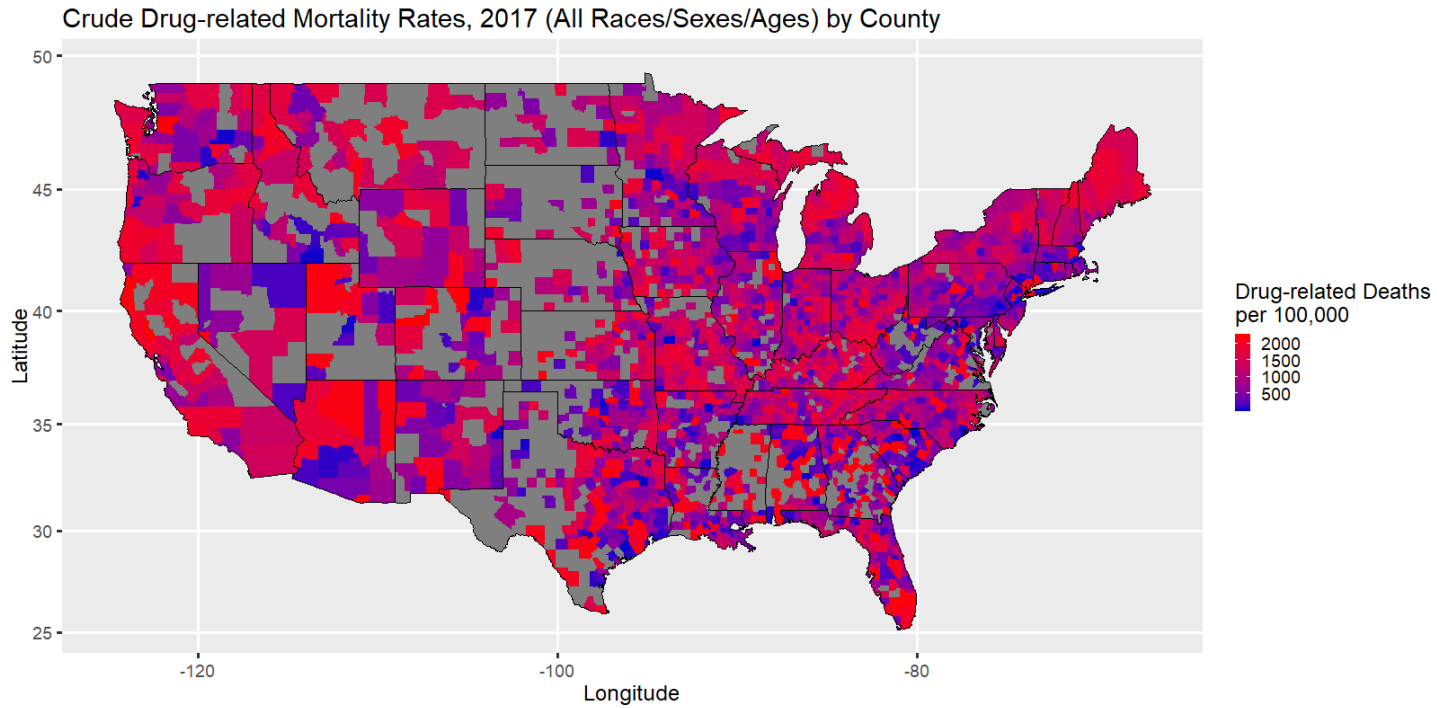 Crude Drug-related Mortality Rates, 2017 (All Races/Sexes/Ages) by County
50
45
40
35
30
25
Latitude
-120
-100
-80
Longitude
Drug-related Deaths
per 100,000
2000
1500
1000
500